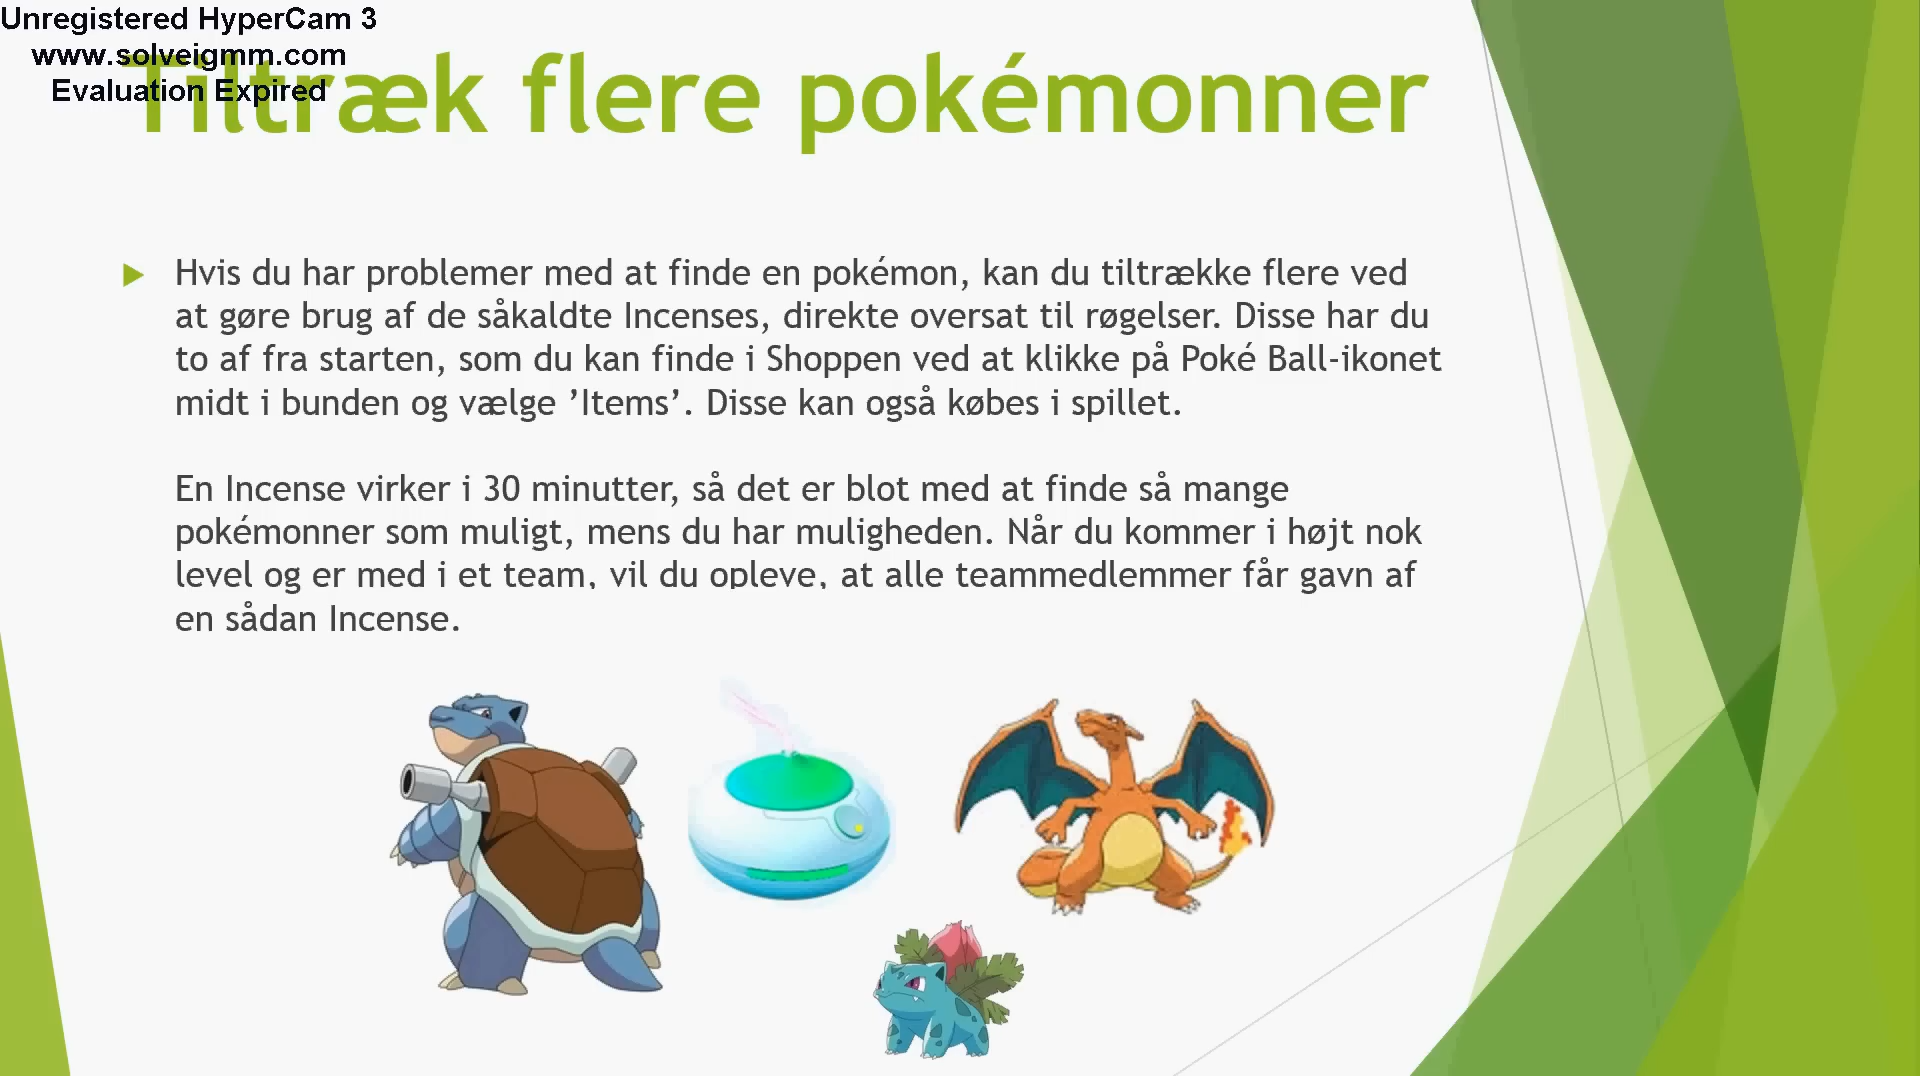 Unregistered HyperCam 3
www.solveigmm.com
Evaluation Expired
Tiltræk flere pokémonner
Hvis du har problemer med at finde en pokémon, kan du tiltrække flere ved
at gøre brug af de såkaldte Incenses, direkte oversat til røgelser. Disse har du
to af fra starten, som du kan finde i Shoppen ved at klikke på Poké Ball-ikonet
midt i bunden og vælge ’Items’. Disse kan også købes i spillet.
En Incense virker i 30 minutter, så det er blot med at finde så mange
pokémonner som muligt, mens du har muligheden. Når du kommer i højt nok
level og er med i et team, vil du opleve, at alle teammedlemmer får gavn af
en sådan Incense.